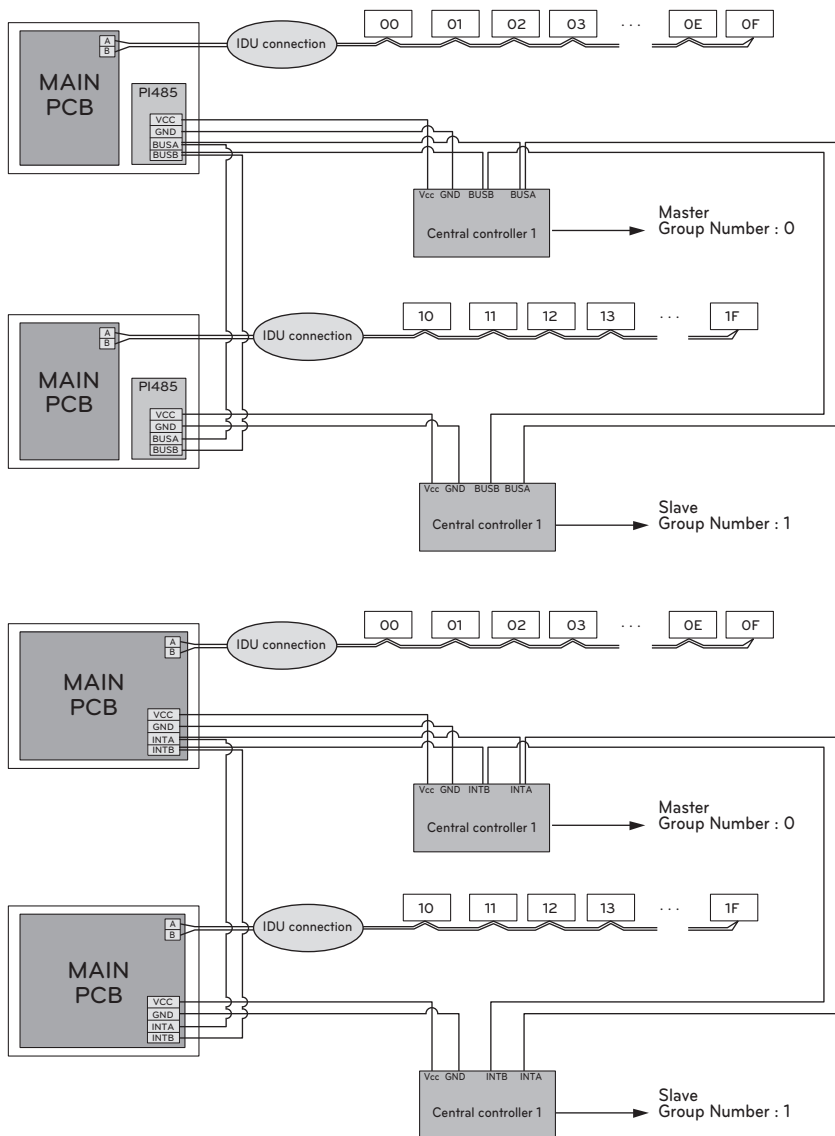 A
B
IDU connection
00 01 02 03 ... 0E 0F
MAIN
PCB
PI485
VCC
GND
BUSA
BUSB
Vcc GND BUSB BUSA
Central controller 1
Master
Group Number : 0
A
B
IDU connection
10 11 12 13 ... 1F
MAIN
PCB
PI485
VCC
GND
BUSA
BUSB
Vcc GND BUSB BUSA
Central controller 1
Slave
Group Number : 1
A
B
IDU connection
00 01 02 03 ... 0E 0F
MAIN
PCB
VCC
GND
INTA
INTB
Vcc GND INTB INTA
Central controller 1
Master
Group Number : 0
A
B
IDU connection
10 11 12 13 ... 1F
MAIN
PCB
VCC
GND
INTA
INTB
Vcc GND INTB INTA
Central controller 1
Slave
Group Number : 1